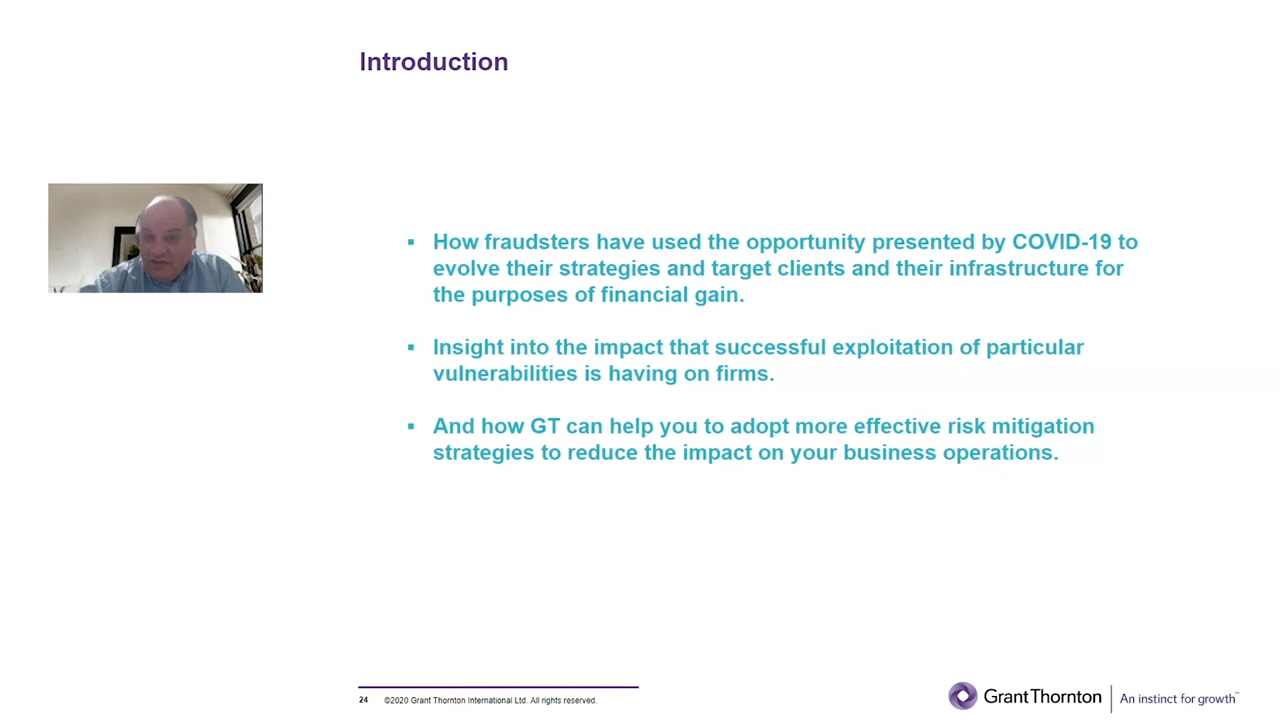 Introduction
▪ How fraudsters have used the opportunity presented by COVID-19 to
evolve their strategies and target clients and their infrastructure for
the purposes of financial gain.
▪ Insight into the impact that successful exploitation of particular
vulnerabilities is having on firms.
▪ And how GT can help you to adopt more effective risk mitigation
strategies to reduce the impact on your business operations.
24 ©2020 Grant Thornton International Ltd. All rights reserved.
GrantThornton | An instinct for growth™